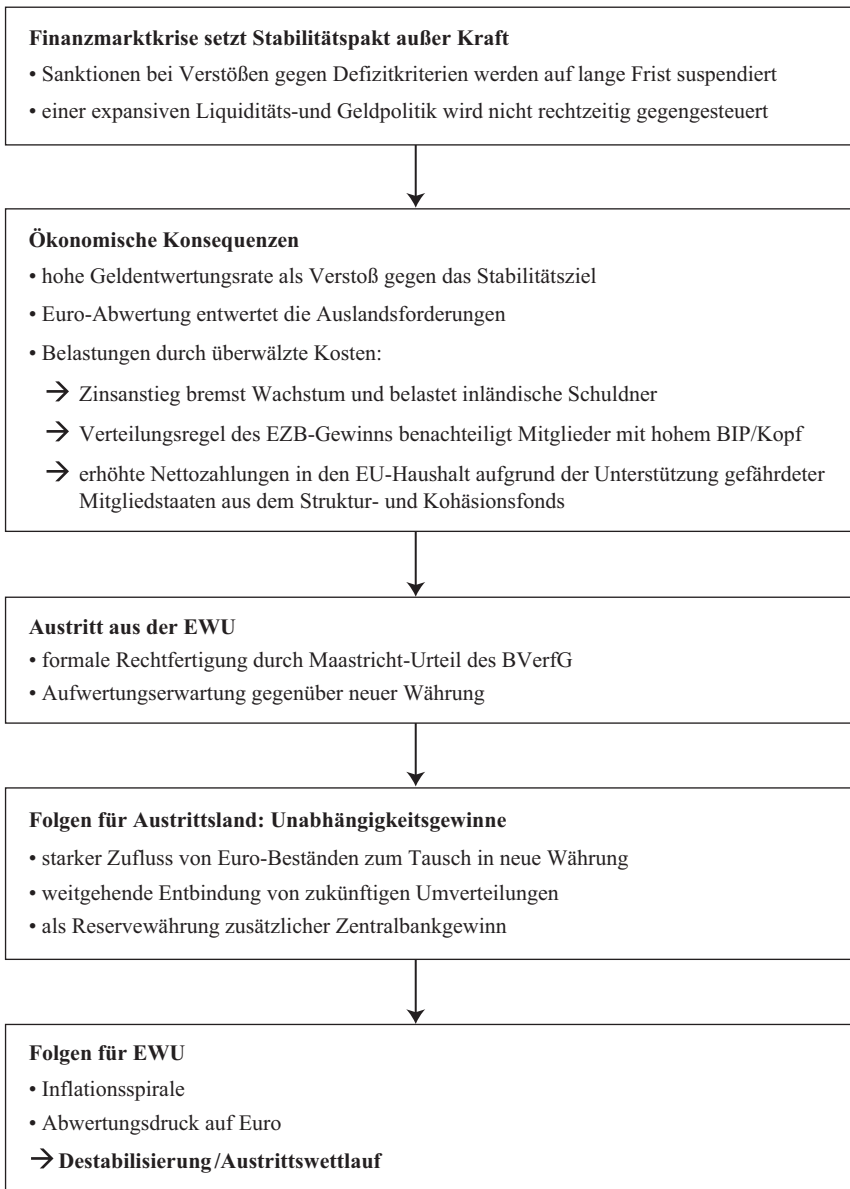 Finanzmarktkrise setzt Stabilitätspakt außer Kraft
• Sanktionen bei Verstößen gegen Defizitkriterien werden auf lange Frist suspendiert
• einer expansiven Liquiditäts-und Geldpolitik wird nicht rechtzeitig gegengesteuert
Ökonomische Konsequenzen
• hohe Geldentwertungsrate als Verstoß gegen das Stabilitätsziel
• Euro-Abwertung entwertet die Auslandsforderungen
• Belastungen durch überwälzte Kosten:
→ Zinsanstieg bremst Wachstum und belastet inländische Schuldner
→ Verteilungsregel des EZB-Gewinns benachteiligt Mitglieder mit hohem BIP/Kopf
→ erhöhte Nettozahlungen in den EU-Haushalt aufgrund der Unterstützung gefährdeter
Mitgliedstaaten aus dem Struktur- und Kohäsionsfonds
Austritt aus der EWU
• formale Rechtfertigung durch Maastricht-Urteil des BVerfG
• Aufwertungserwartung gegenüber neuer Währung
Folgen für Austrittsland: Unabhängigkeitsgewinne
• starker Zufluss von Euro-Beständen zum Tausch in neue Währung
• weitgehende Entbindung von zukünftigen Umverteilungen
• als Reservewährung zusätzlicher Zentralbankgewinn
Folgen für EWU
• Inflationsspirale
• Abwertungsdruck auf Euro
→ Destabilisierung/Austrittswettlauf